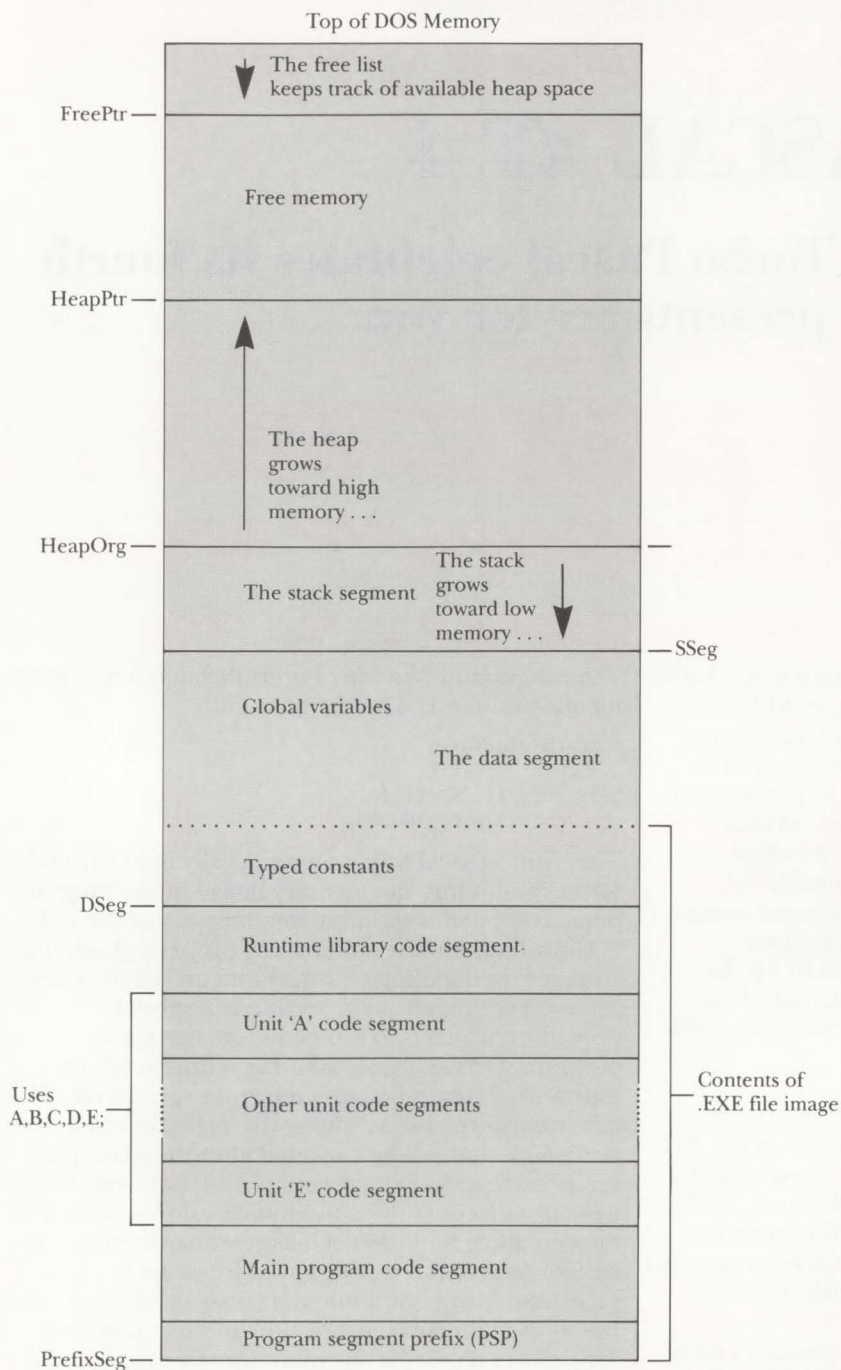 Top of DOS Memory
The free list
keeps track of available heap space
FreePtr
Free memory
HeapPtr
The heap
grows
toward high
memory . . .
HeapOrg
The stack segment
The stack
grows
toward low
memory . . .
SSeg
Global variables
The data segment
Typed constants
DSeg
Runtime library code segment
Unit 'A' code segment
Uses
A,B,C,D,E;
Other unit code segments
Contents of
.EXE file image
Unit 'E' code segment
Main program code segment
Program segment prefix (PSP)
PrefixSeg